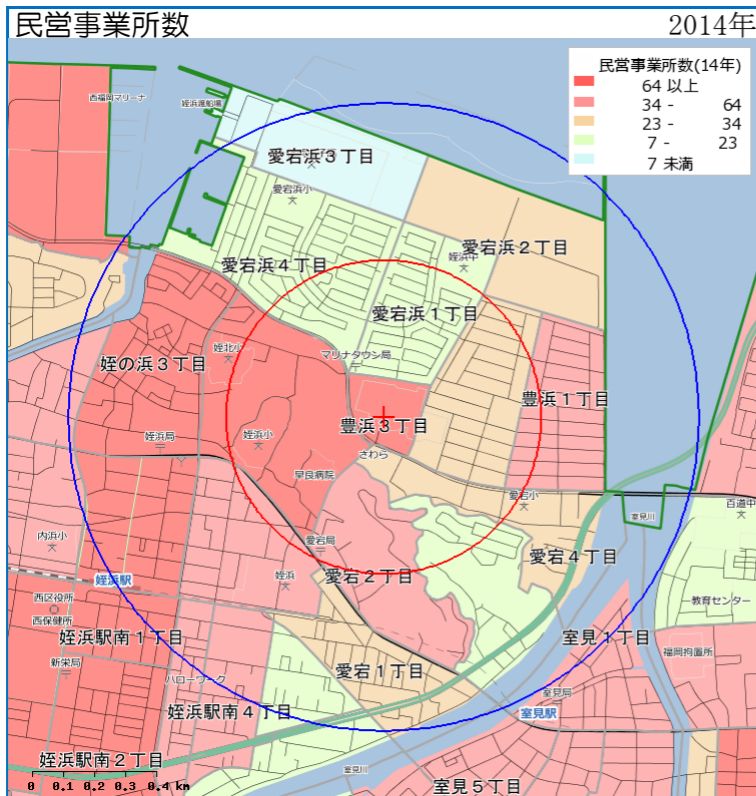 民営事業所数
2014年
民営事業所数(14年)
64 以上
34 - 64
23 - 34
7 - 23
7 未満
西福岡マリーナ
姪浜渡船場
愛宕浜３丁目
愛宕浜小
愛宕浜２丁目
姪浜中
愛宕浜４丁目
愛宕浜１丁目
姪北小
マリナタウン局
姪の浜３丁目
豊浜１丁目
豊浜３丁目
姪浜局
姪浜小
さわら
早良病院
愛宕小
室見川
百道中
内浜小
愛宕局
愛宕４丁目
姪浜駅
姪浜
愛宕２丁目
西区役所
西保健所
教育センター
姪浜駅南１丁目
室見１丁目
福岡拘置所
新栄局
ハローワーク
愛宕１丁目
室見局
姪浜駅南４丁目
室見駅
姪浜駅南２丁目
室見川
0 0.1 0.2 0.3 0.4 km
室見５丁目